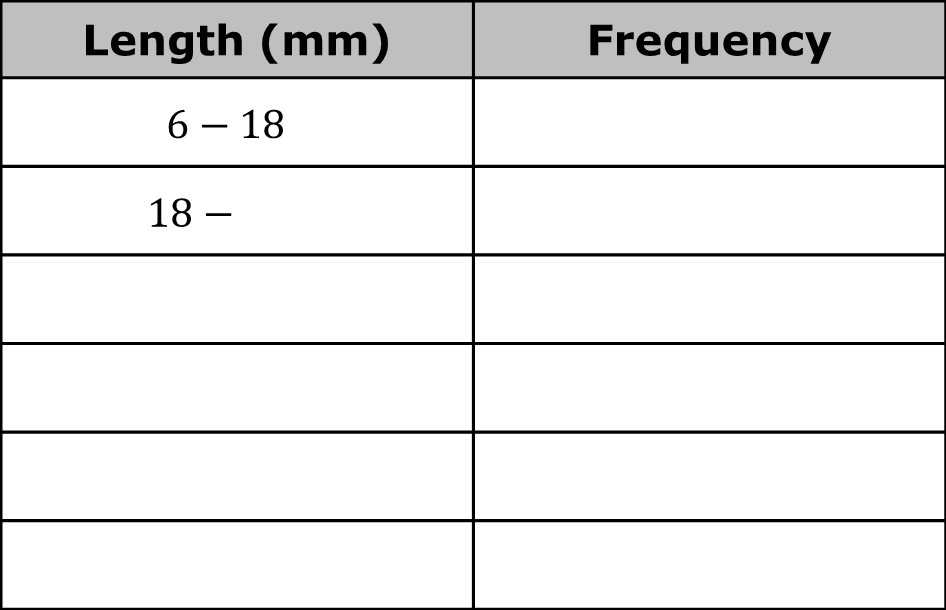 Length (mm) Frequency
6 – 18
18 –